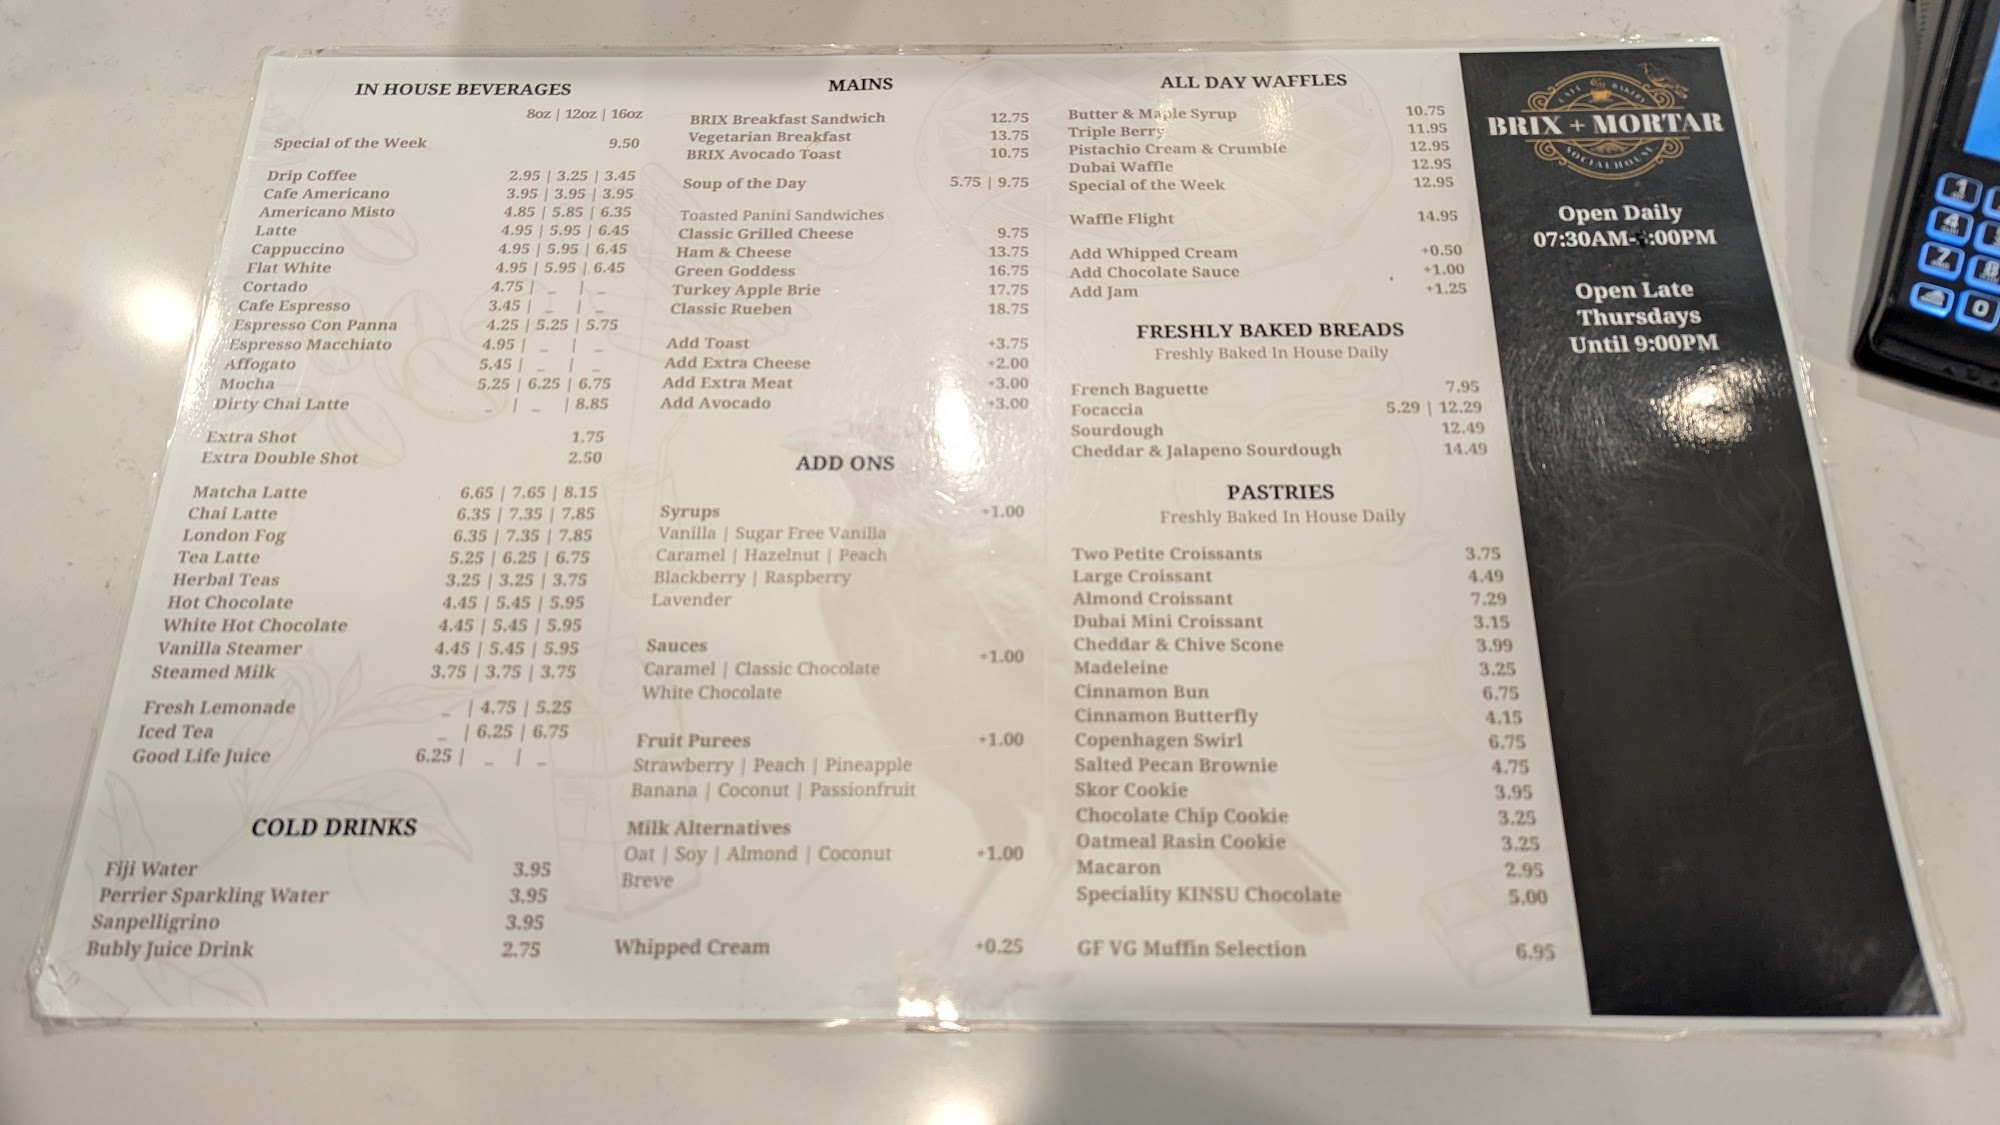 IN HOUSE BEVERAGES
8oz | 12oz | 16oz
Special of the Week 9.50
Drip Coffee 2.95 | 3.25 | 3.45
Cafe Americano 3.95 | 3.95 | 3.95
Americano Misto 4.85 | 5.85 | 6.35
Latte 4.95 | 5.95 | 6.45
Cappuccino 4.95 | 5.95 | 6.45
Flat White 4.95 | 5.95 | 6.45
Cortado 4.75 | _ | _
Cafe Espresso 3.45 | _ | _
Espresso Con Panna 4.25 | 5.25 | 5.75
Espresso Macchiato 4.95 | _ | _
Affogato 5.45 | _ | _
Mocha 5.25 | 6.25 | 6.75
Dirty Chai Latte _ | _ | 8.85
Extra Shot 1.75
Extra Double Shot 2.50
Matcha Latte 6.65 | 7.65 | 8.15
Chai Latte 6.35 | 7.35 | 7.85
London Fog 6.35 | 7.35 | 7.85
Tea Latte 5.25 | 6.25 | 6.75
Herbal Teas 3.25 | 3.25 | 3.75
Hot Chocolate 4.45 | 5.45 | 5.95
White Hot Chocolate 4.45 | 5.45 | 5.95
Vanilla Steamer 4.45 | 5.45 | 5.95
Steamed Milk 3.75 | 3.75 | 3.75
Fresh Lemonade _ | 4.75 | 5.25
Iced Tea _ | 6.25 | 6.75
Good Life Juice 6.25 | _ | _
COLD DRINKS
Fiji Water 3.95
Perrier Sparkling Water 3.95
Sanpelligrino 3.95
Bubly Juice Drink 2.75
MAINS
BRIX Breakfast Sandwich 12.75
Vegetarian Breakfast 13.75
BRIX Avocado Toast 10.75
Soup of the Day 5.75 | 9.75
Toasted Panini Sandwiches
Classic Grilled Cheese 9.75
Ham & Cheese 13.75
Green Goddess 16.75
Turkey Apple Brie 17.75
Classic Rueben 18.75
Add Toast +3.75
Add Extra Cheese +2.00
Add Extra Meat +3.00
Add Avocado +3.00
ADD ONS
Syrups +1.00
Vanilla | Sugar Free Vanilla
Caramel | Hazelnut | Peach
Blackberry | Raspberry
Lavender
Sauces +1.00
Caramel | Classic Chocolate
White Chocolate
Fruit Purees +1.00
Strawberry | Peach | Pineapple
Banana | Coconut | Passionfruit
Milk Alternatives
Oat | Soy | Almond | Coconut +1.00
Breve
Whipped Cream +0.25
ALL DAY WAFFLES
Butter & Maple Syrup 10.75
Triple Berry 11.95
Pistachio Cream & Crumble 12.95
Dubai Waffle 12.95
Special of the Week 12.95
Waffle Flight 14.95
Add Whipped Cream +0.50
Add Chocolate Sauce +1.00
Add Jam +1.25
FRESHLY BAKED BREADS
Freshly Baked In House Daily
French Baguette 7.95
Focaccia 5.29 | 12.29
Sourdough 12.49
Cheddar & Jalapeno Sourdough 14.49
PASTRIES
Freshly Baked In House Daily
Two Petite Croissants 3.75
Large Croissant 4.49
Almond Croissant 7.29
Dubai Mini Croissant 3.15
Cheddar & Chive Scone 3.99
Madeleine 3.25
Cinnamon Bun 6.75
Cinnamon Butterfly 4.15
Copenhagen Swirl 6.75
Salted Pecan Brownie 4.75
Skor Cookie 3.95
Chocolate Chip Cookie 3.25
Oatmeal Rasin Cookie 3.25
Macaron 2.95
Speciality KINSU Chocolate 5.00
GF VG Muffin Selection 6.95
CAFÉ BAKERY
BRIX + MORTAR
SOCIAL HOUSE
Open Daily
07:30AM- :00PM
Open Late
Thursdays
Until 9:00PM
1
4
7
8
0